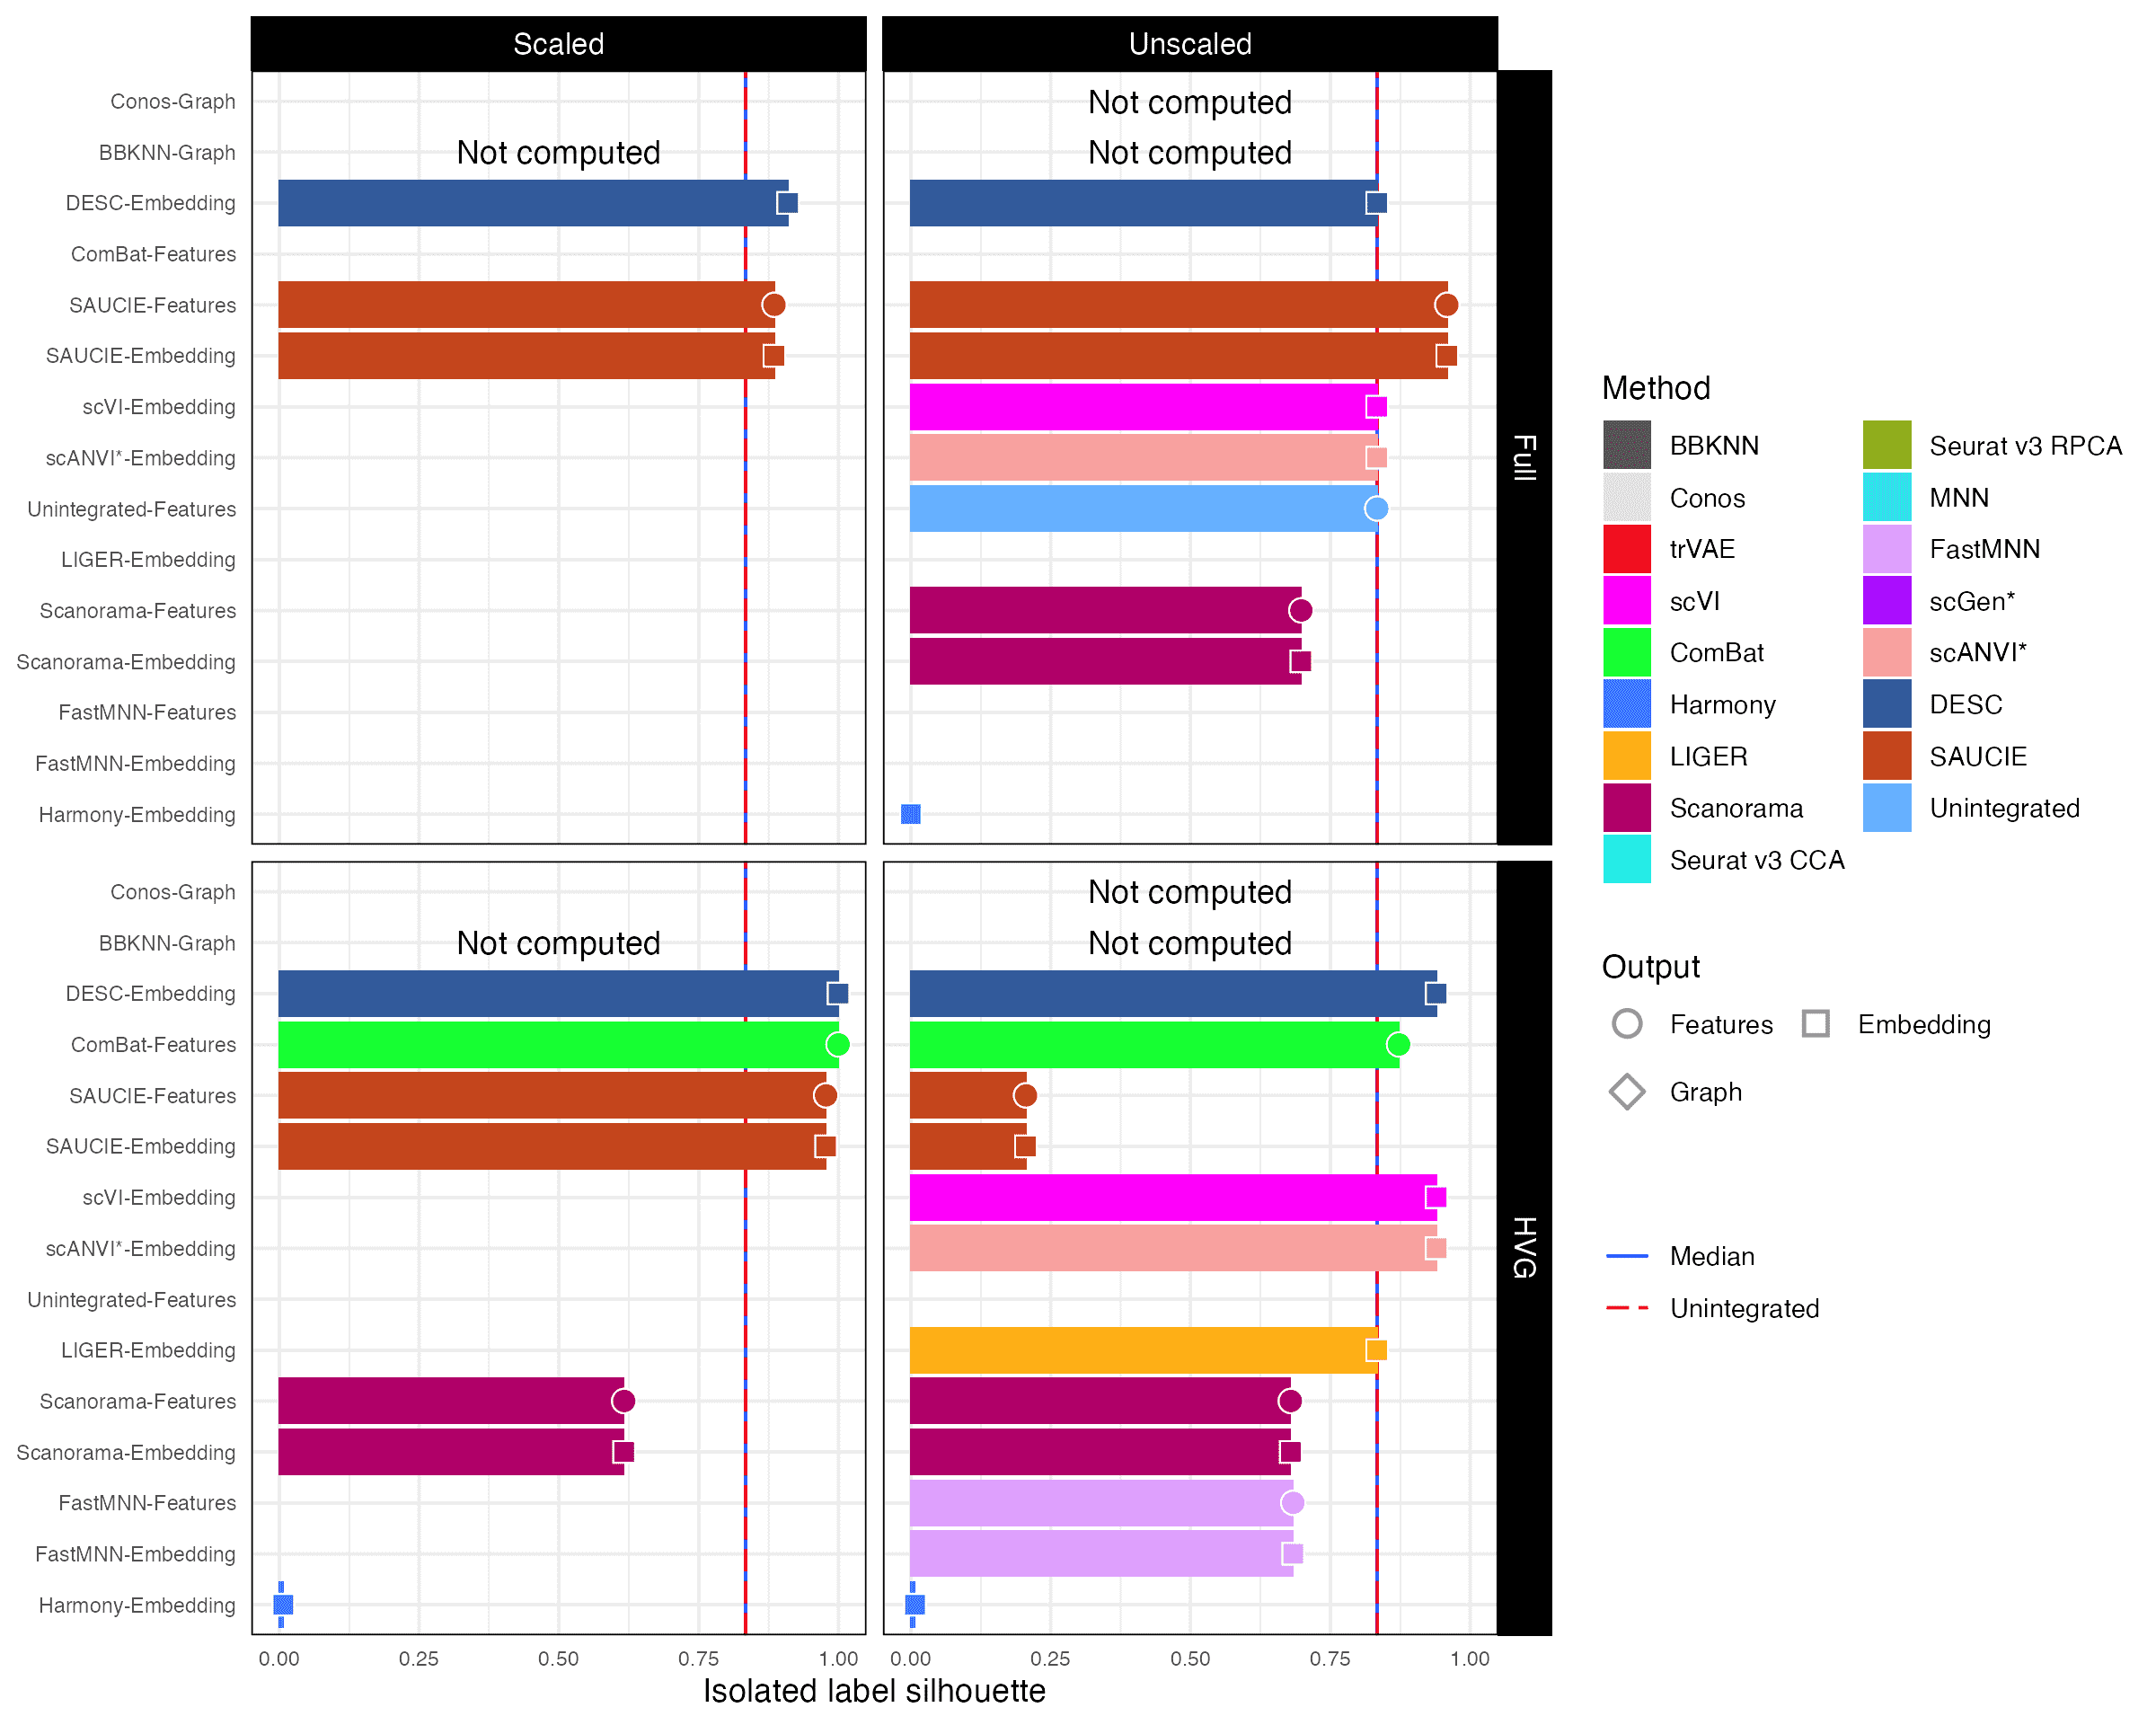 Scaled
Unscaled
Conos-Graph
BBKNN-Graph
DESC-Embedding
ComBat-Features
SAUCIE-Features
SAUCIE-Embedding
scVI-Embedding
scANVI*-Embedding
Unintegrated-Features
LIGER-Embedding
Scanorama-Features
Scanorama-Embedding
FastMNN-Features
FastMNN-Embedding
Harmony-Embedding
Not computed
Not computed
Not computed
Full
Conos-Graph
BBKNN-Graph
DESC-Embedding
ComBat-Features
SAUCIE-Features
SAUCIE-Embedding
scVI-Embedding
scANVI*-Embedding
Unintegrated-Features
LIGER-Embedding
Scanorama-Features
Scanorama-Embedding
FastMNN-Features
FastMNN-Embedding
Harmony-Embedding
Not computed
Not computed
Not computed
HVG
0.00 0.25 0.50 0.75 1.00
0.00 0.25 0.50 0.75 1.00
Isolated label silhouette
Method
BBKNN
Conos
trVAE
scVI
ComBat
Harmony
LIGER
Scanorama
Seurat v3 CCA
Seurat v3 RPCA
MNN
FastMNN
scGen*
scANVI*
DESC
SAUCIE
Unintegrated
Output
Features
Embedding
Graph
Median
Unintegrated